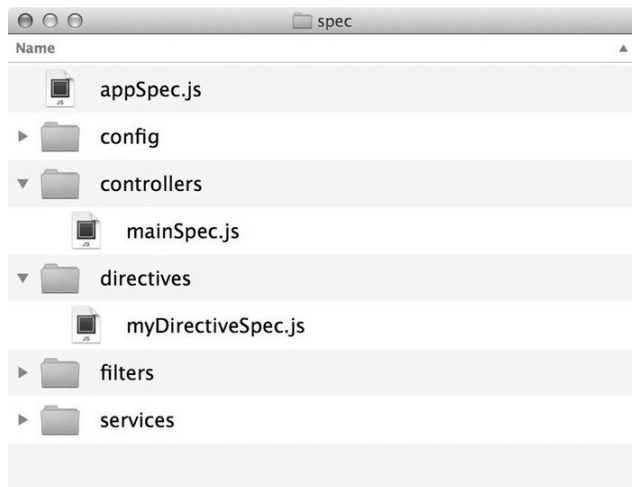 spec
Name
appSpec.js
config
controllers
mainSpec.js
directives
myDirectiveSpec.js
filters
services